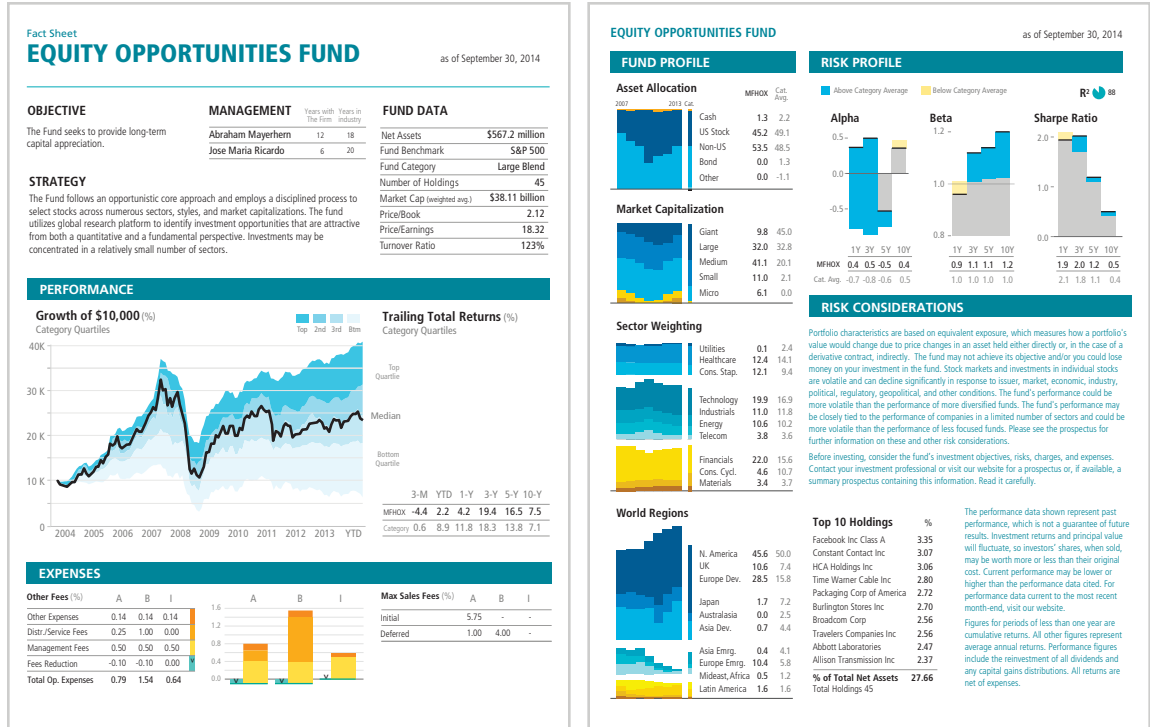 Fact Sheet
EQUITY OPPORTUNITIES FUND
as of September 30, 2014
OBJECTIVE
The Fund seeks to provide long-term
capital appreciation.
MANAGEMENT Years with The Firm Years in industry
Abraham Mayerhern 12 18
Jose Maria Ricardo 6 20
STRATEGY
The Fund follows an opportunistic core approach and employs a disciplined process to
select stocks across numerous sectors, styles, and market capitalizations. The fund
utilizes global research platform to identify investment opportunities that are attractive
from both a quantitative and a fundamental perspective. Investments may be
concentrated in a relatively small number of sectors.
FUND DATA
Net Assets $567.2 million
Fund Benchmark S&P 500
Fund Category Large Blend
Number of Holdings 45
Market Cap (weighted avg.) $38.11 billion
Price/Book 2.12
Price/Earnings 18.32
Turnover Ratio 123%
PERFORMANCE
Growth of $10,000 (%)
Category Quartiles
Top 2nd 3rd Btm
40K
30 K
20 K
10 K
0
2004 2005 2006 2007 2008 2009 2010 2011 2012 2013 YTD
Trailing Total Returns (%)
Category Quartiles
Top
Quartlie
Median
Bottom
Quartile
3-M YTD 1-Y 3-Y 5-Y 10-Y
MFHOX -4.4 2.2 4.2 19.4 16.5 7.5
Category 0.6 8.9 11.8 18.3 13.8 7.1
EXPENSES
Other Fees (%) A B I
Other Expenses 0.14 0.14 0.14
Distr./Service Fees 0.25 1.00 0.00
Management Fees 0.50 0.50 0.50
Fees Reduction -0.10 -0.10 0.00
Total Op. Expenses 0.79 1.54 0.64
A B I
1.6
1.2
0.8
0.4
0.0
Max Sales Fees (%) A B I
Initial 5.75 - -
Deferred 1.00 4.00 -
EQUITY OPPORTUNITIES FUND
as of September 30, 2014
FUND PROFILE
Asset Allocation
2007 2013 Cat.
MFHOX Cat. Avg.
Cash 1.3 2.2
US Stock 45.2 49.1
Non-US 53.5 48.5
Bond 0.0 1.3
Other 0.0 -1.1
Market Capitalization
Giant 9.8 45.0
Large 32.0 32.8
Medium 41.1 20.1
Small 11.0 2.1
Micro 6.1 0.0
Sector Weighting
Utilities 0.1 2.4
Healthcare 12.4 14.1
Cons. Stap. 12.1 9.4
Technology 19.9 16.9
Industrials 11.0 11.8
Energy 10.6 10.2
Telecom 3.8 3.6
Financials 22.0 15.6
Cons. Cycl. 4.6 10.7
Materials 3.4 3.7
World Regions
N. America 45.6 50.0
UK 10.6 7.4
Europe Dev. 28.5 15.8
Japan 1.7 7.2
Australasia 0.0 2.5
Asia Dev. 0.7 4.4
Asia Emrg. 0.4 4.1
Europe Emrg. 10.4 5.8
Mideast, Africa 0.5 1.2
Latin America 1.6 1.6
RISK PROFILE
Above Category Average
Below Category Average
R² 88
Alpha
0.5
0.0
-0.5
1Y 3Y 5Y 10Y
MFHOX 0.4 0.5 -0.5 0.4
Cat. Avg. -0.7 -0.8 -0.6 0.5
Beta
1.2
1.0
0.8
1Y 3Y 5Y 10Y
0.9 1.1 1.1 1.2
1.0 1.0 1.0 1.0
Sharpe Ratio
2.0
1.0
0.0
1Y 3Y 5Y 10Y
1.9 2.0 1.2 0.5
2.1 1.8 1.1 0.4
RISK CONSIDERATIONS
Portfolio characteristics are based on equivalent exposure, which measures how a portfolio's
value would change due to price changes in an asset held either directly or, in the case of a
derivative contract, indirectly. The fund may not achieve its objective and/or you could lose
money on your investment in the fund. Stock markets and investments in individual stocks
are volatile and can decline significantly in response to issuer, market, economic, industry,
political, regulatory, geopolitical, and other conditions. The fund's performance could be
more volatile than the performance of more diversified funds. The fund's performance may
be closely tied to the performance of companies in a limited number of sectors and could be
more volatile than the performance of less focused funds. Please see the prospectus for
further information on these and other risk considerations.
Before investing, consider the fund's investment objectives, risks, charges, and expenses.
Contact your investment professional or visit our website for a prospectus or, if available, a
summary prospectus containing this information. Read it carefully.
Top 10 Holdings %
Facebook Inc Class A 3.35
Constant Contact Inc 3.07
HCA Holdings Inc 3.06
Time Warner Cable Inc 2.80
Packaging Corp of America 2.72
Burlington Stores Inc 2.70
Broadcom Corp 2.56
Travelers Companies Inc 2.56
Abbott Laboratories 2.47
Allison Transmission Inc 2.37
% of Total Net Assets 27.66
Total Holdings 45
The performance data shown represent past
performance, which is not a guarantee of future
results. Investment returns and principal value
will fluctuate, so investors' shares, when sold,
may be worth more or less than their original
cost. Current performance may be lower or
higher than the performance data cited. For
performance data current to the most recent
month-end, visit our website.
Figures for periods of less than one year are
cumulative returns. All other figures represent
average annual returns. Performance figures
include the reinvestment of all dividends and
any capital gains distributions. All returns are
net of expenses.